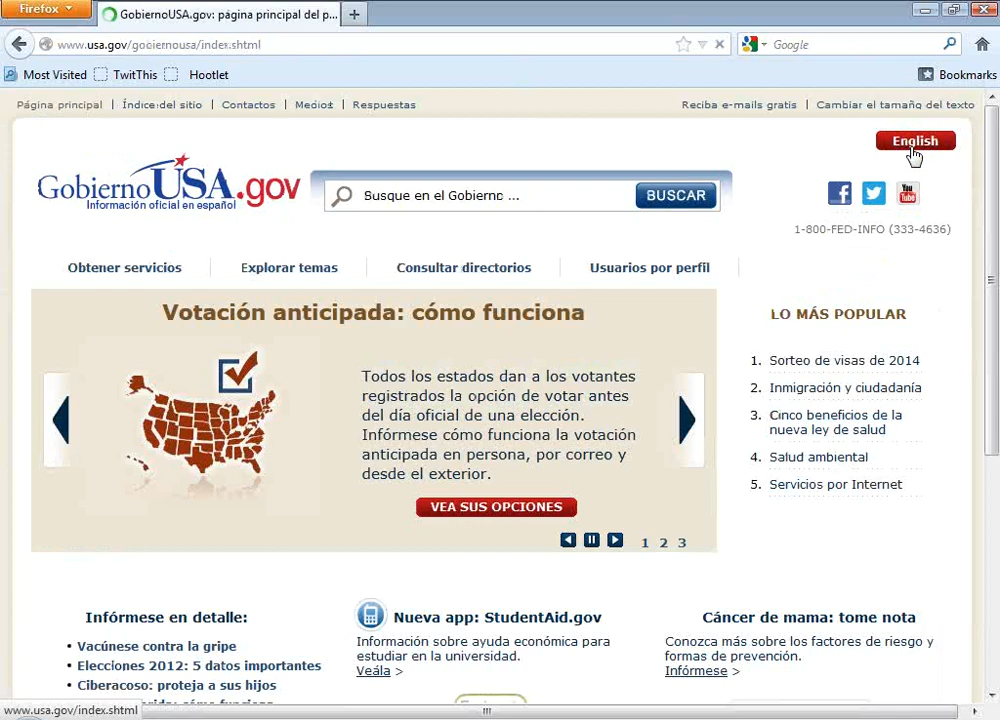 Firefox
GobiernoUSA.gov: página principal del p...
www.usa.gov/gobiernousa/index.shtml
Google
Most Visited TwitThis Hootlet Bookmarks
Página principal | Índice del sitio | Contactos | Medios | Respuestas
Reciba e-mails gratis | Cambiar el tamaño del texto
English
GobiernoUSA.gov
Información oficial en español
Busque en el Gobierno ...
BUSCAR
You Tube
1-800-FED-INFO (333-4636)
Obtener servicios Explorar temas Consultar directorios Usuarios por perfil
Votación anticipada: cómo funciona
Todos los estados dan a los votantes
registrados la opción de votar antes
del día oficial de una elección.
Infórmese cómo funciona la votación
anticipada en persona, por correo y
desde el exterior.
VEA SUS OPCIONES
1 2 3
LO MÁS POPULAR
1. Sorteo de visas de 2014
2. Inmigración y ciudadanía
3. Cinco beneficios de la
nueva ley de salud
4. Salud ambiental
5. Servicios por Internet
Infórmese en detalle:
• Vacúnese contra la gripe
• Elecciones 2012: 5 datos importantes
• Ciberacoso: proteja a sus hijos
Nueva app: StudentAid.gov
Información sobre ayuda económica para
estudiar en la universidad.
Veála >
Cáncer de mama: tome nota
Conozca más sobre los factores de riesgo y
formas de prevención.
Infórmese >
www.usa.gov/index.shtml